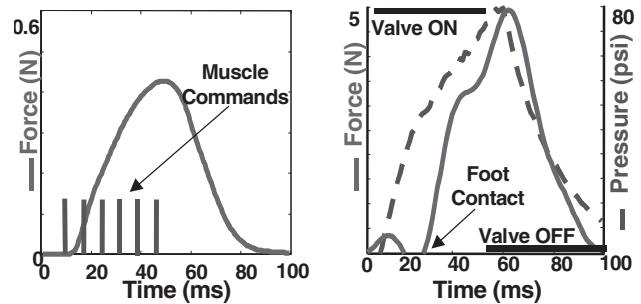 0.6
Force (N)
Muscle
Commands
0
0 20 40 60 80 100
Time (ms)
5
Valve ON
80
Force (N)
Pressure (psi)
Foot
Contact
Valve OFF
0 20 40 60 80 100
Time (ms)